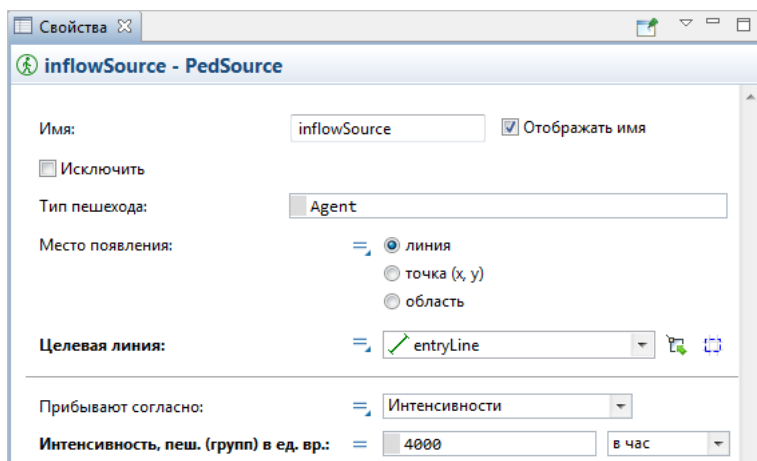 Свойства
inflowSource - PedSource
Имя: inflowSource Отображать имя
Исключить
Тип пешехода: Agent
Место появления: линия
точка (x, y)
область
Целевая линия: entryLine
Прибывают согласно: Интенсивности
Интенсивность, пеш. (групп) в ед. вр.: 4000 в час